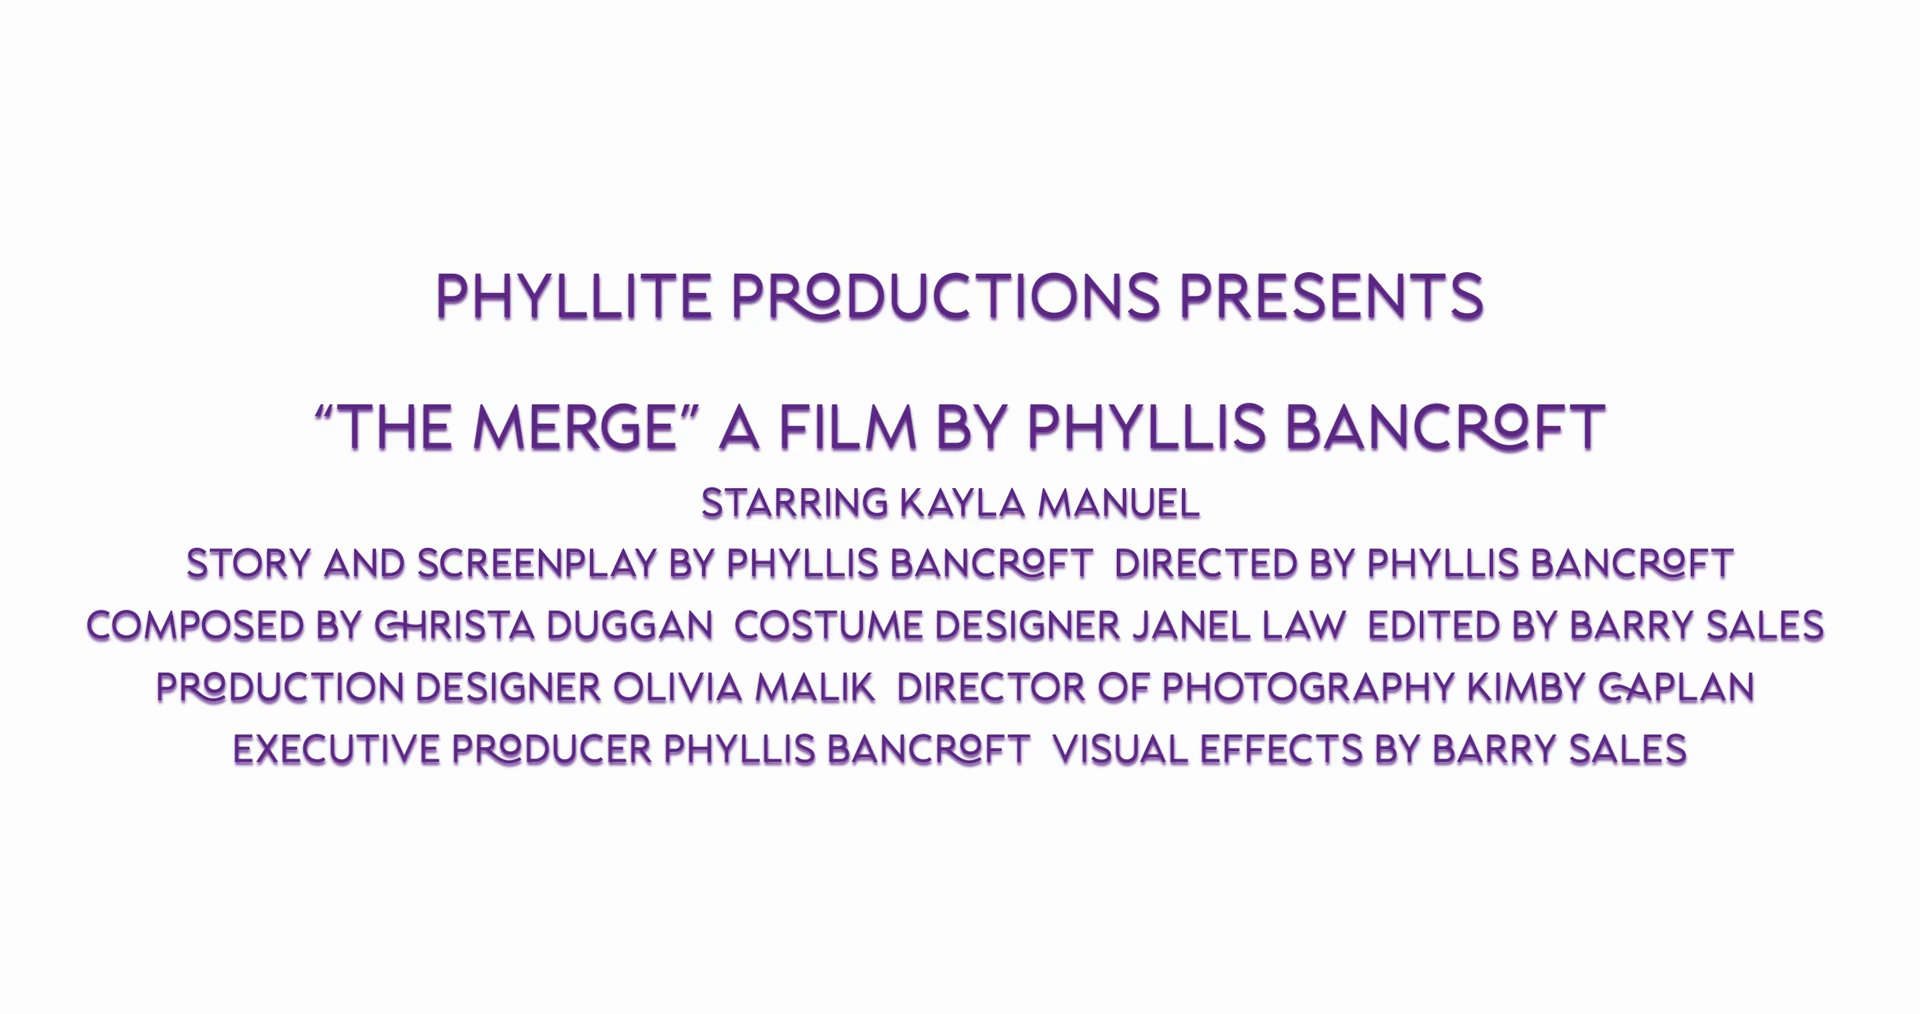 PHYLLITE PRODUCTIONS PRESENTS
“THE MERGE” A FILM BY PHYLLIS BANCROFT
STARRING KAYLA MANUEL
STORY AND SCREENPLAY BY PHYLLIS BANCROFT DIRECTED BY PHYLLIS BANCROFT
COMPOSED BY CHRISTA DUGGAN COSTUME DESIGNER JANEL LAW EDITED BY BARRY SALES
PRODUCTION DESIGNER OLIVIA MALIK DIRECTOR OF PHOTOGRAPHY KIMBY CAPLAN
EXECUTIVE PRODUCER PHYLLIS BANCROFT VISUAL EFFECTS BY BARRY SALES